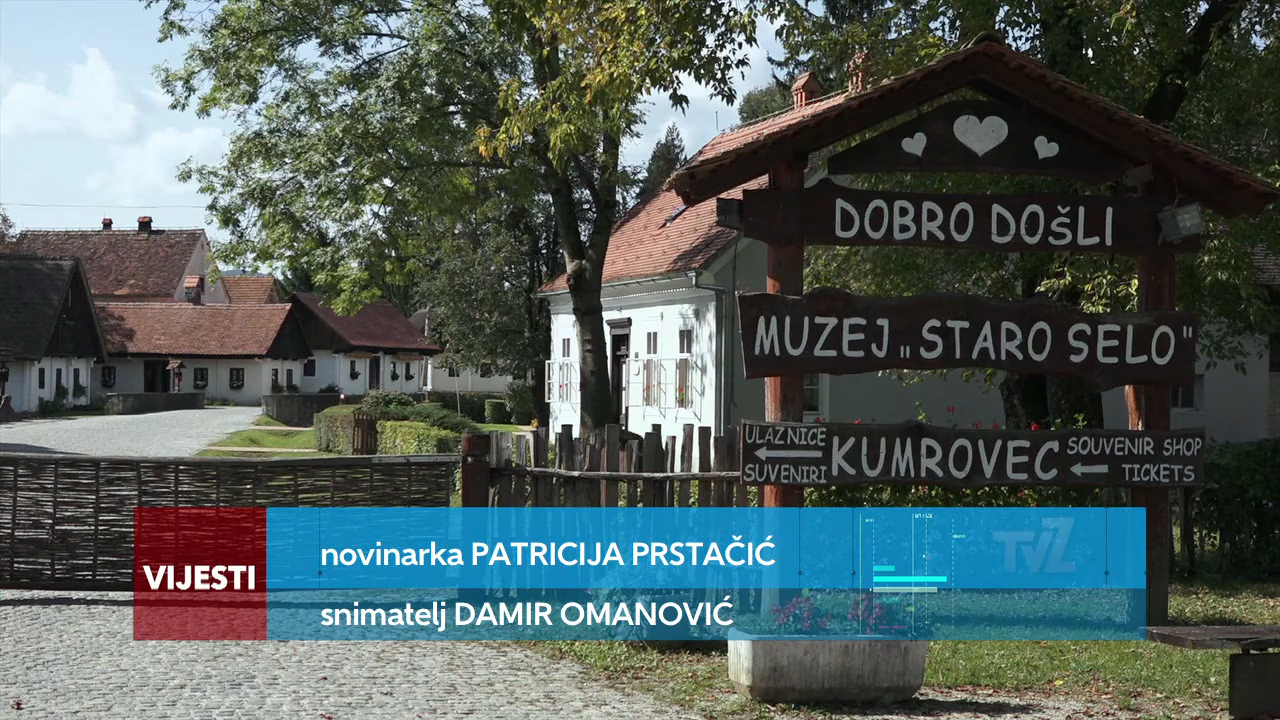 DOBRO DOŠLI
MUZEJ „STARO SELO"
ULAZNICE
SUVENIRI
KUMROVEC
SOUVENIR SHOP
TICKETS
VIJESTI
novinarka PATRICIJA PRSTAČIĆ
snimatelj DAMIR OMANOVIĆ
TVZ